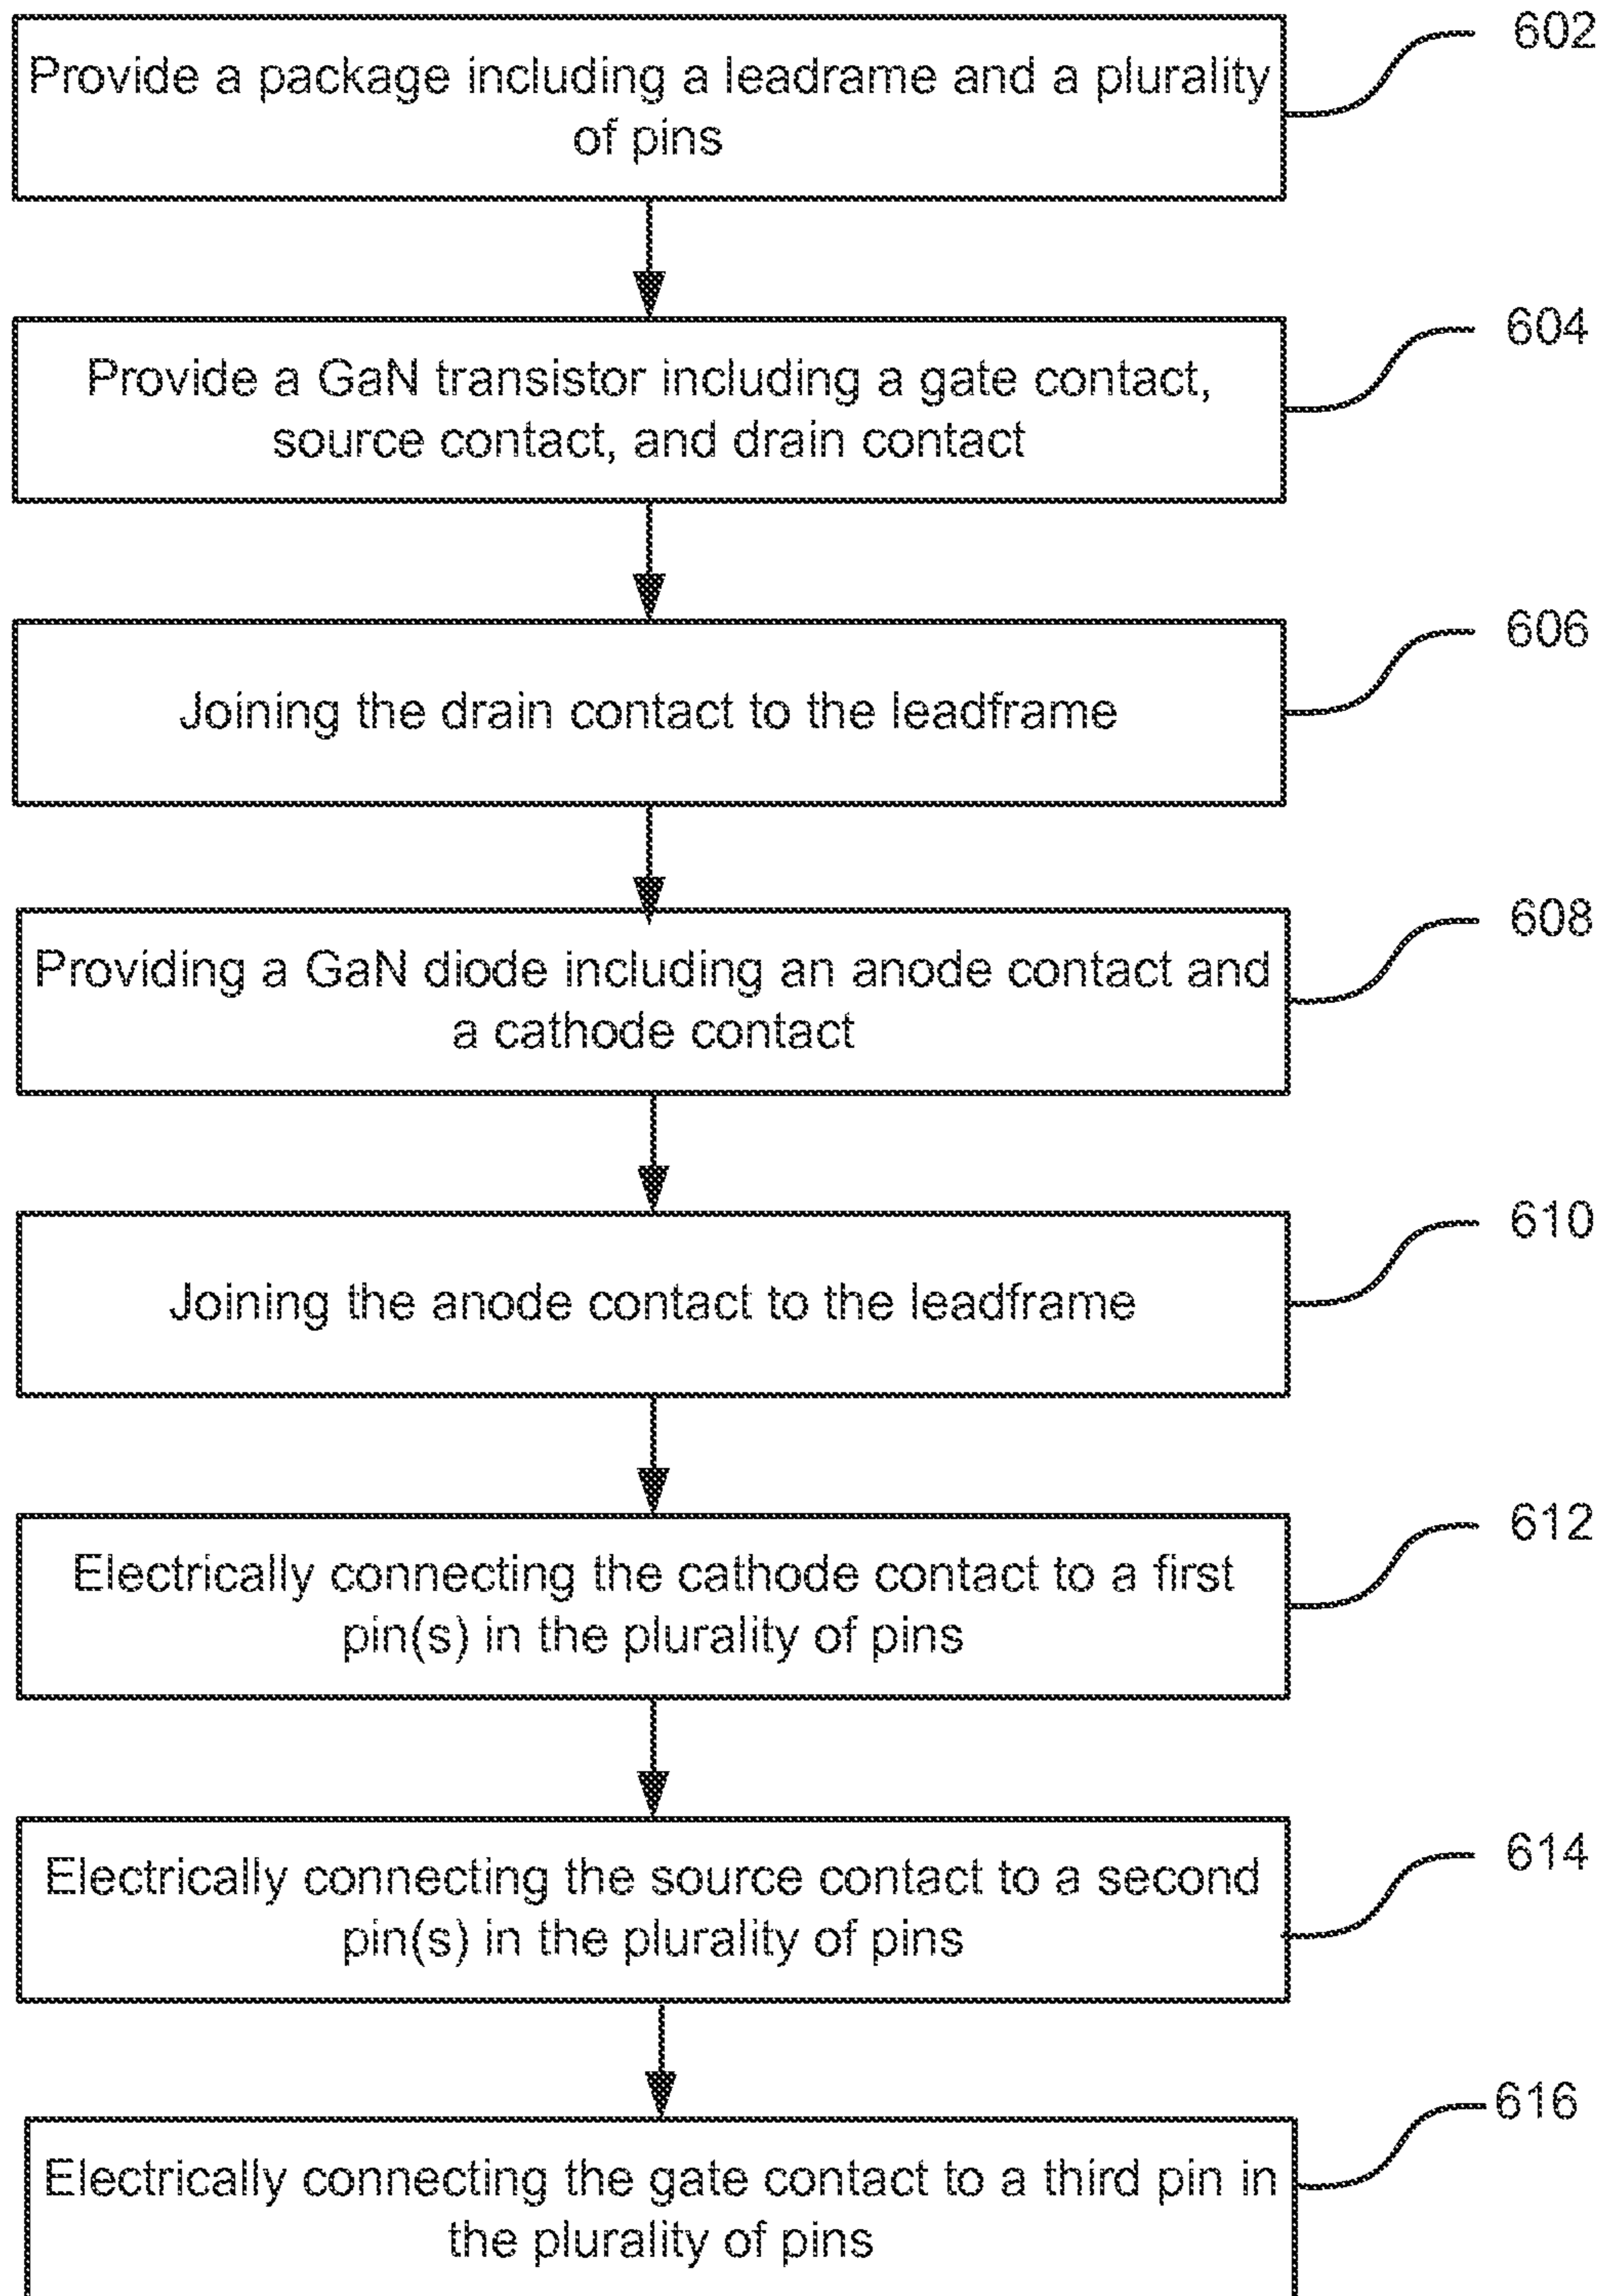 602
Provide a package including a leadrame and a plurality
of pins
604
Provide a GaN transistor including a gate contact,
source contact, and drain contact
606
Joining the drain contact to the leadframe
608
Providing a GaN diode including an anode contact and
a cathode contact
610
Joining the anode contact to the leadframe
612
Electrically connecting the cathode contact to a first
pin(s) in the plurality of pins
614
Electrically connecting the source contact to a second
pin(s) in the plurality of pins
616
Electrically connecting the gate contact to a third pin in
the plurality of pins